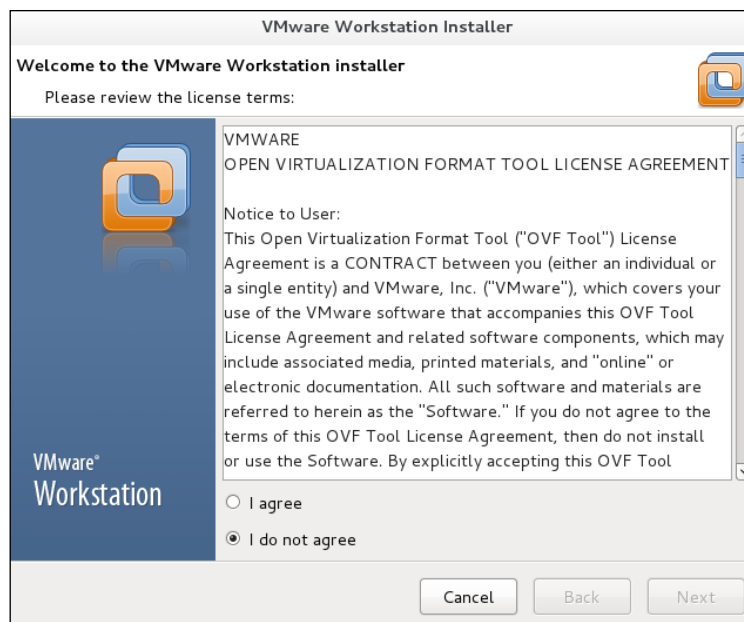 VMware Workstation Installer
Welcome to the VMware Workstation installer
Please review the license terms:
VMWARE
OPEN VIRTUALIZATION FORMAT TOOL LICENSE AGREEMENT
Notice to User:
This Open Virtualization Format Tool ("OVF Tool") License
Agreement is a CONTRACT between you (either an individual or
a single entity) and VMware, Inc. ("VMware"), which covers your
use of the VMware software that accompanies this OVF Tool
License Agreement and related software components, which may
include associated media, printed materials, and "online" or
electronic documentation. All such software and materials are
referred to herein as the "Software." If you do not agree to the
terms of this OVF Tool License Agreement, then do not install
or use the Software. By explicitly accepting this OVF Tool
VMware®
Workstation
I agree
I do not agree
Cancel
Back
Next